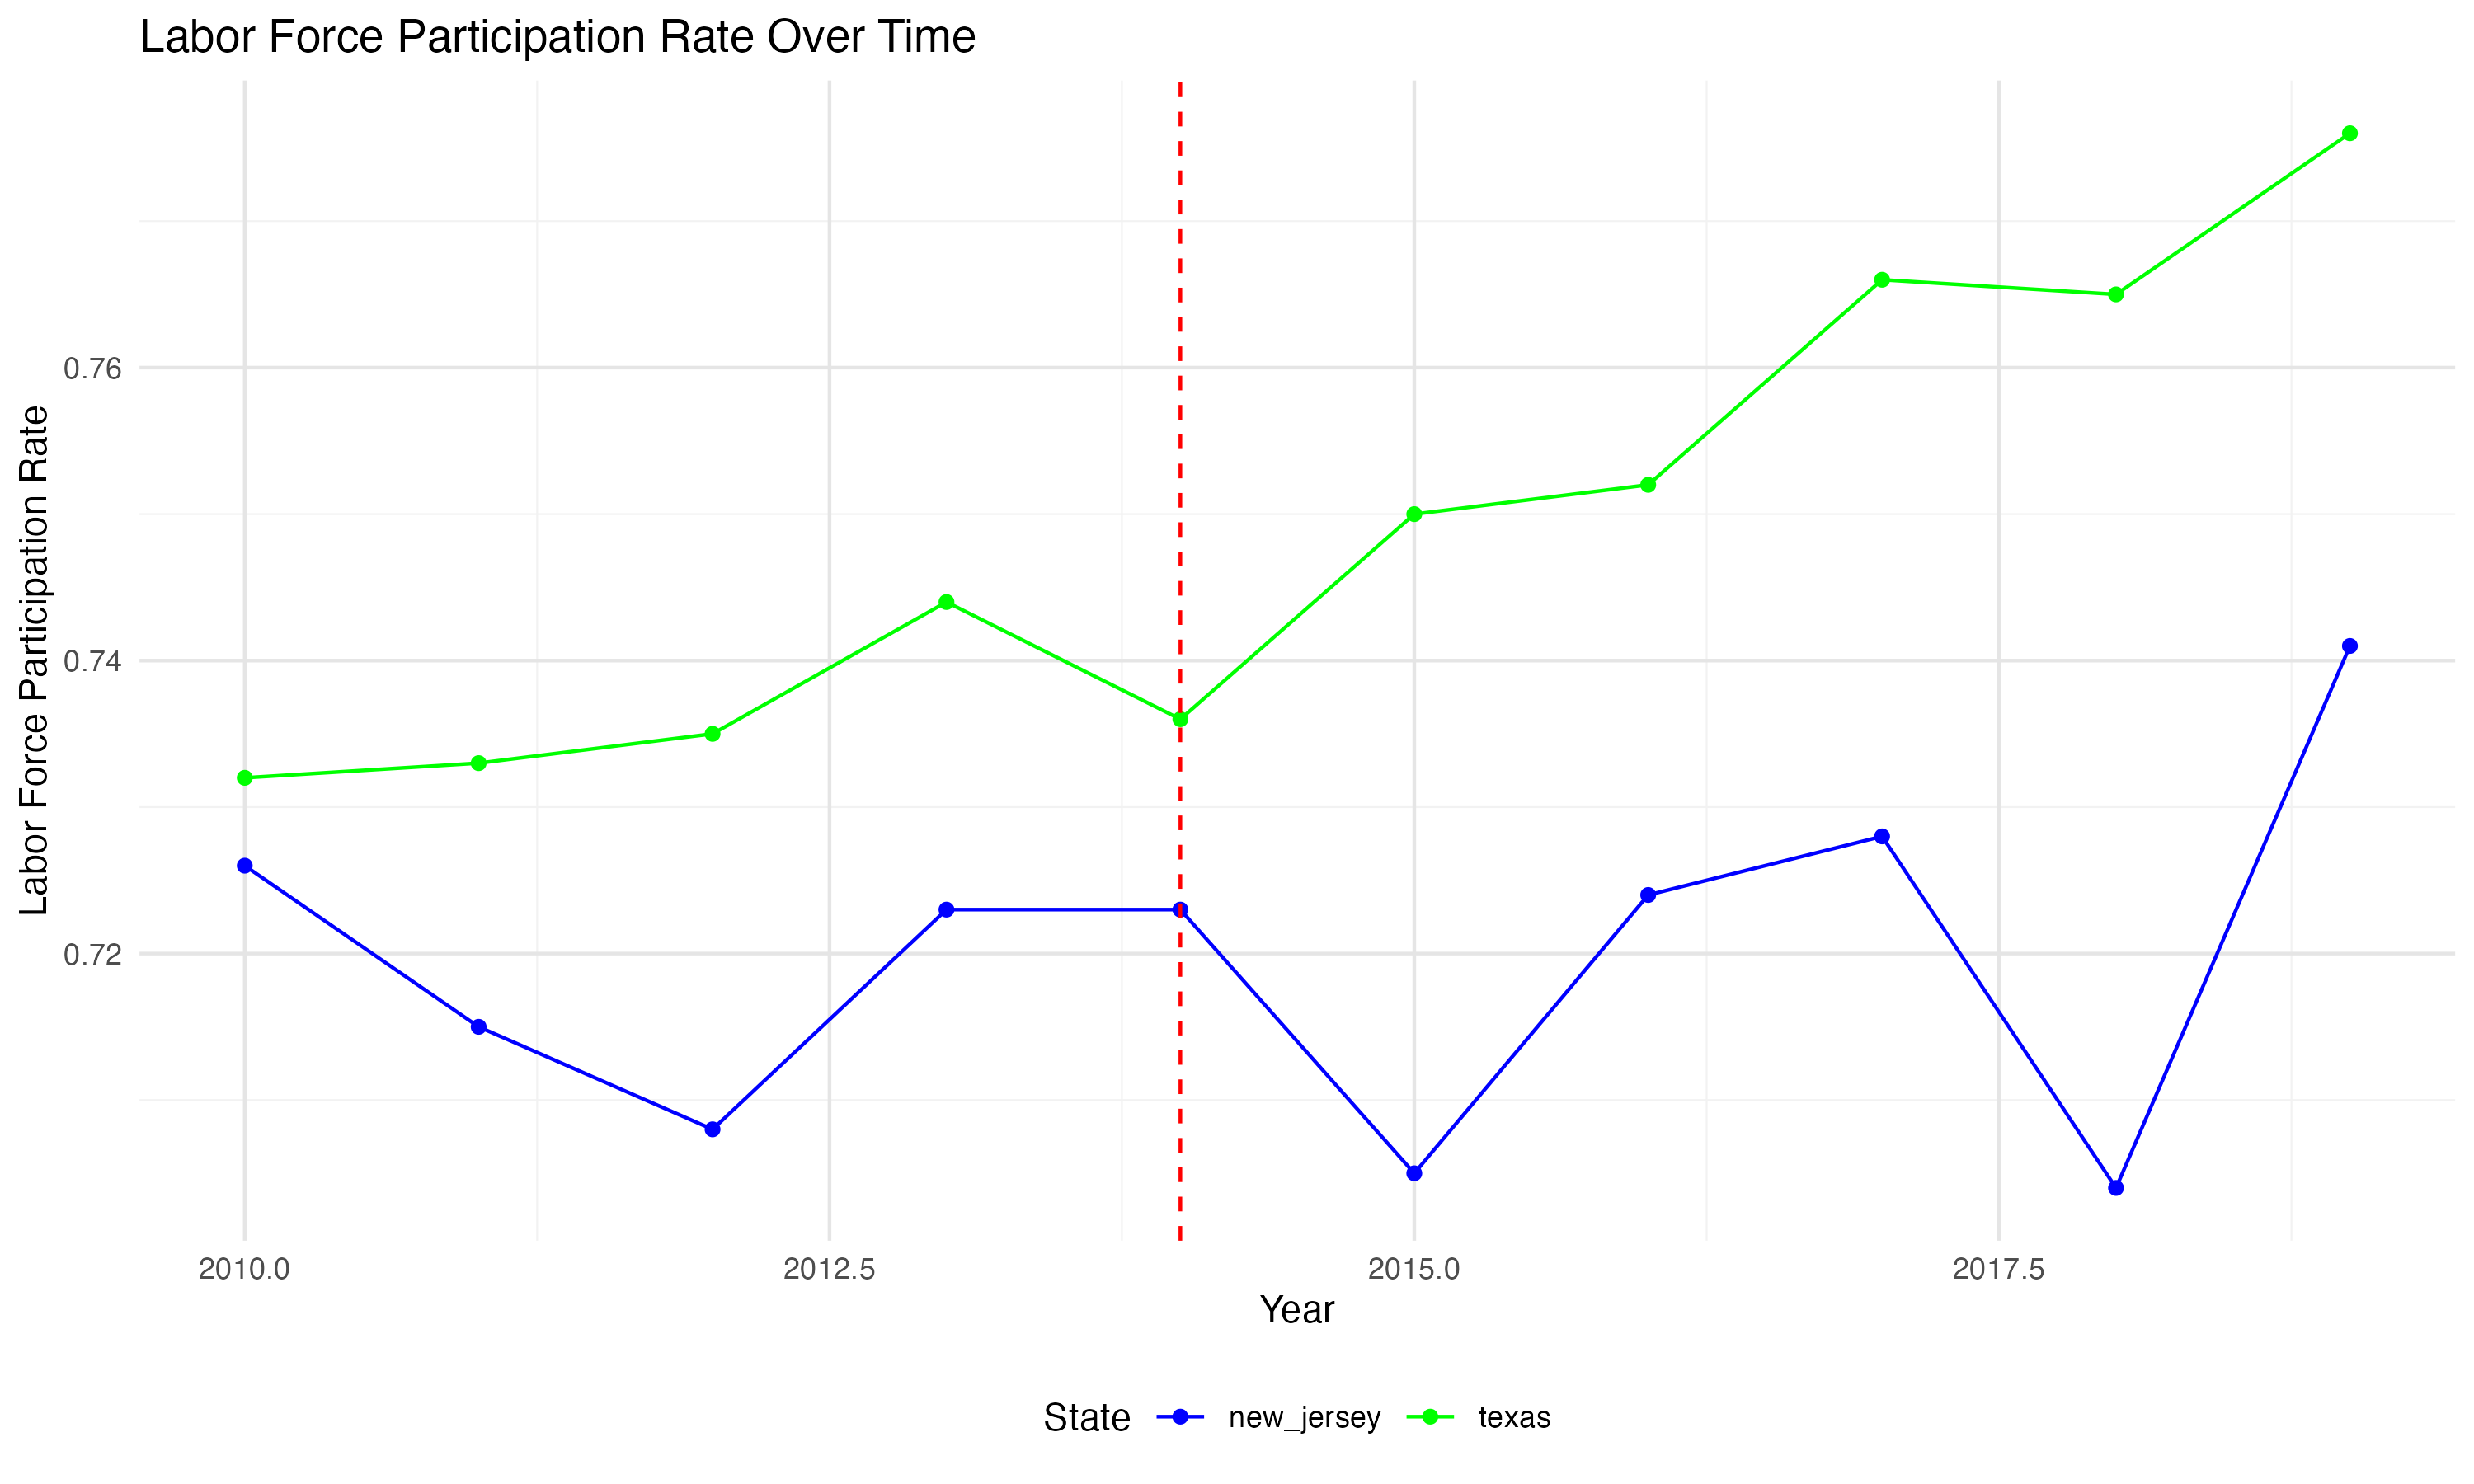 Labor Force Participation Rate Over Time
Labor Force Participation Rate
0.76
0.74
0.72
2010.0 2012.5 2015.0 2017.5
Year
State new_jersey texas